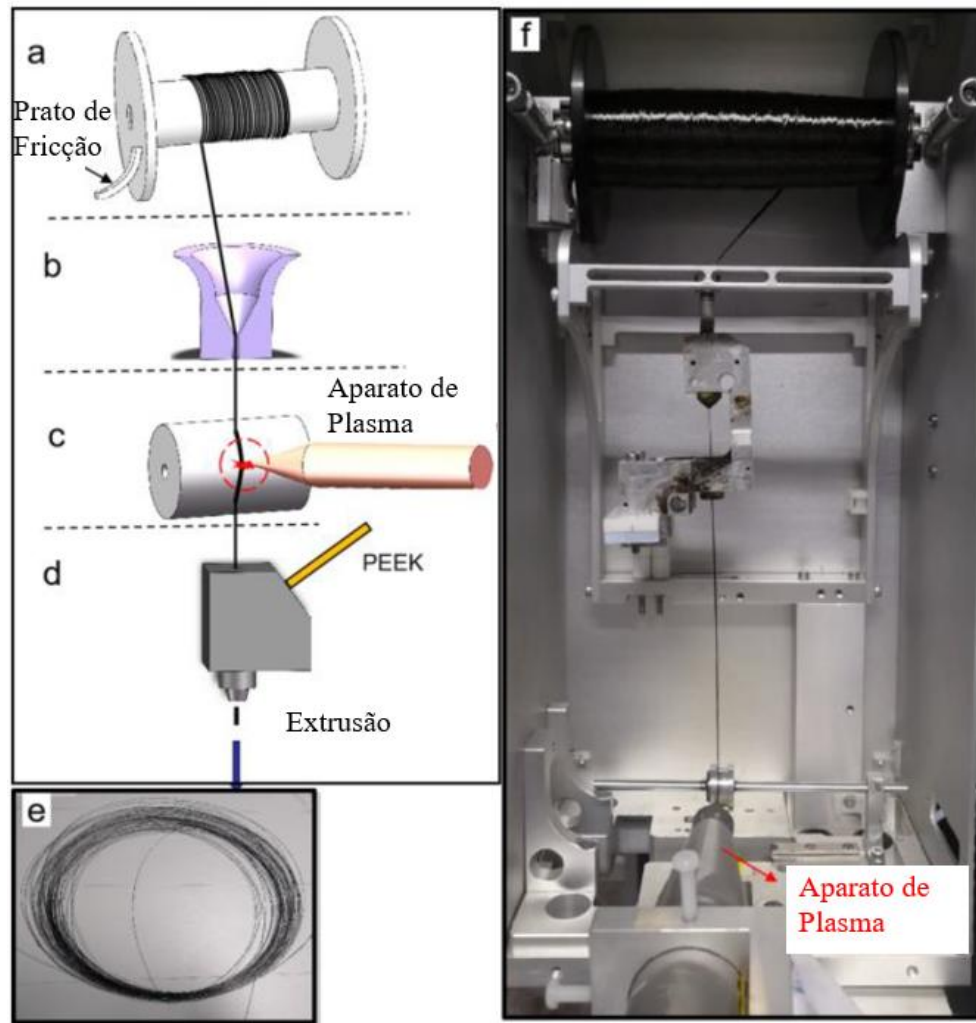 a
Prato de
Fricção
b
c
Aparato de
Plasma
d
PEEK
Extrusão
e
f
Aparato de
Plasma